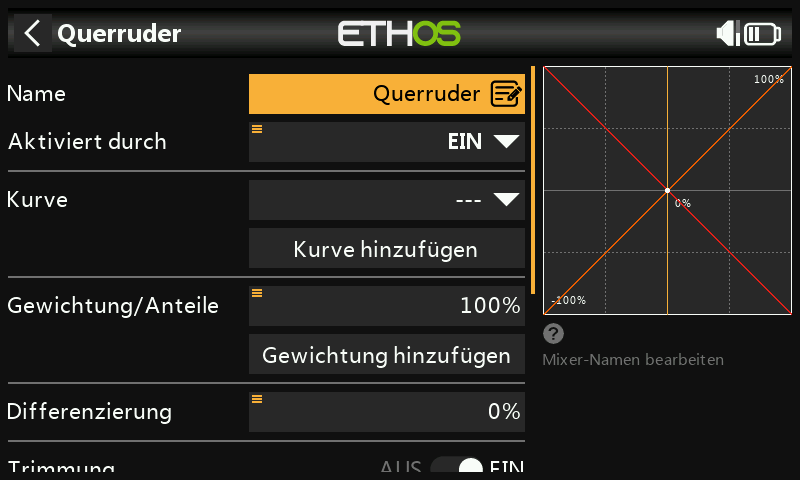 Querruder
ETHOS
Name
Querruder
Aktiviert durch
EIN
Kurve
---
Kurve hinzufügen
Gewichtung/Anteile
100%
Gewichtung hinzufügen
Differenzierung
0%
Trimmung
AUS
EIN
100%
0%
-100%
?
Mixer-Namen bearbeiten